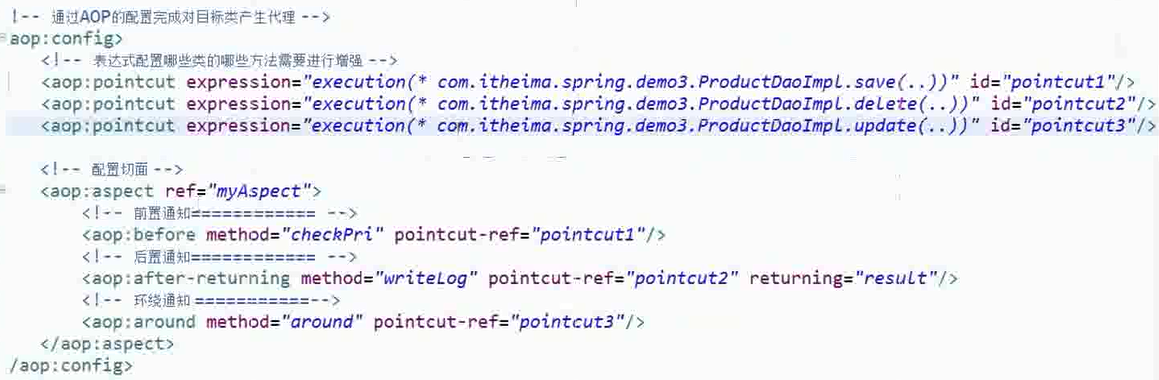 !-- 通过AOP的配置完成对目标类产生代理 -->
aop:config>
<!-- 表达式配置哪些类的哪些方法需要进行增强 -->
<aop:pointcut expression="execution(* com.itheima.spring.demo3.ProductDaoImpl.save(..))" id="pointcut1"/>
<aop:pointcut expression="execution(* com.itheima.spring.demo3.ProductDaoImpl.delete(..))" id="pointcut2"/>
<aop:pointcut expression="execution(* com.itheima.spring.demo3.ProductDaoImpl.update(..))" id="pointcut3"/>
<!-- 配置切面 -->
<aop:aspect ref="myAspect">
<!-- 前置通知============ -->
<aop:before method="checkPri" pointcut-ref="pointcut1"/>
<!-- 后置通知============ -->
<aop:after-returning method="writeLog" pointcut-ref="pointcut2" returning="result"/>
<!-- 环绕通知============-->
<aop:around method="around" pointcut-ref="pointcut3"/>
</aop:aspect>
/aop:config>